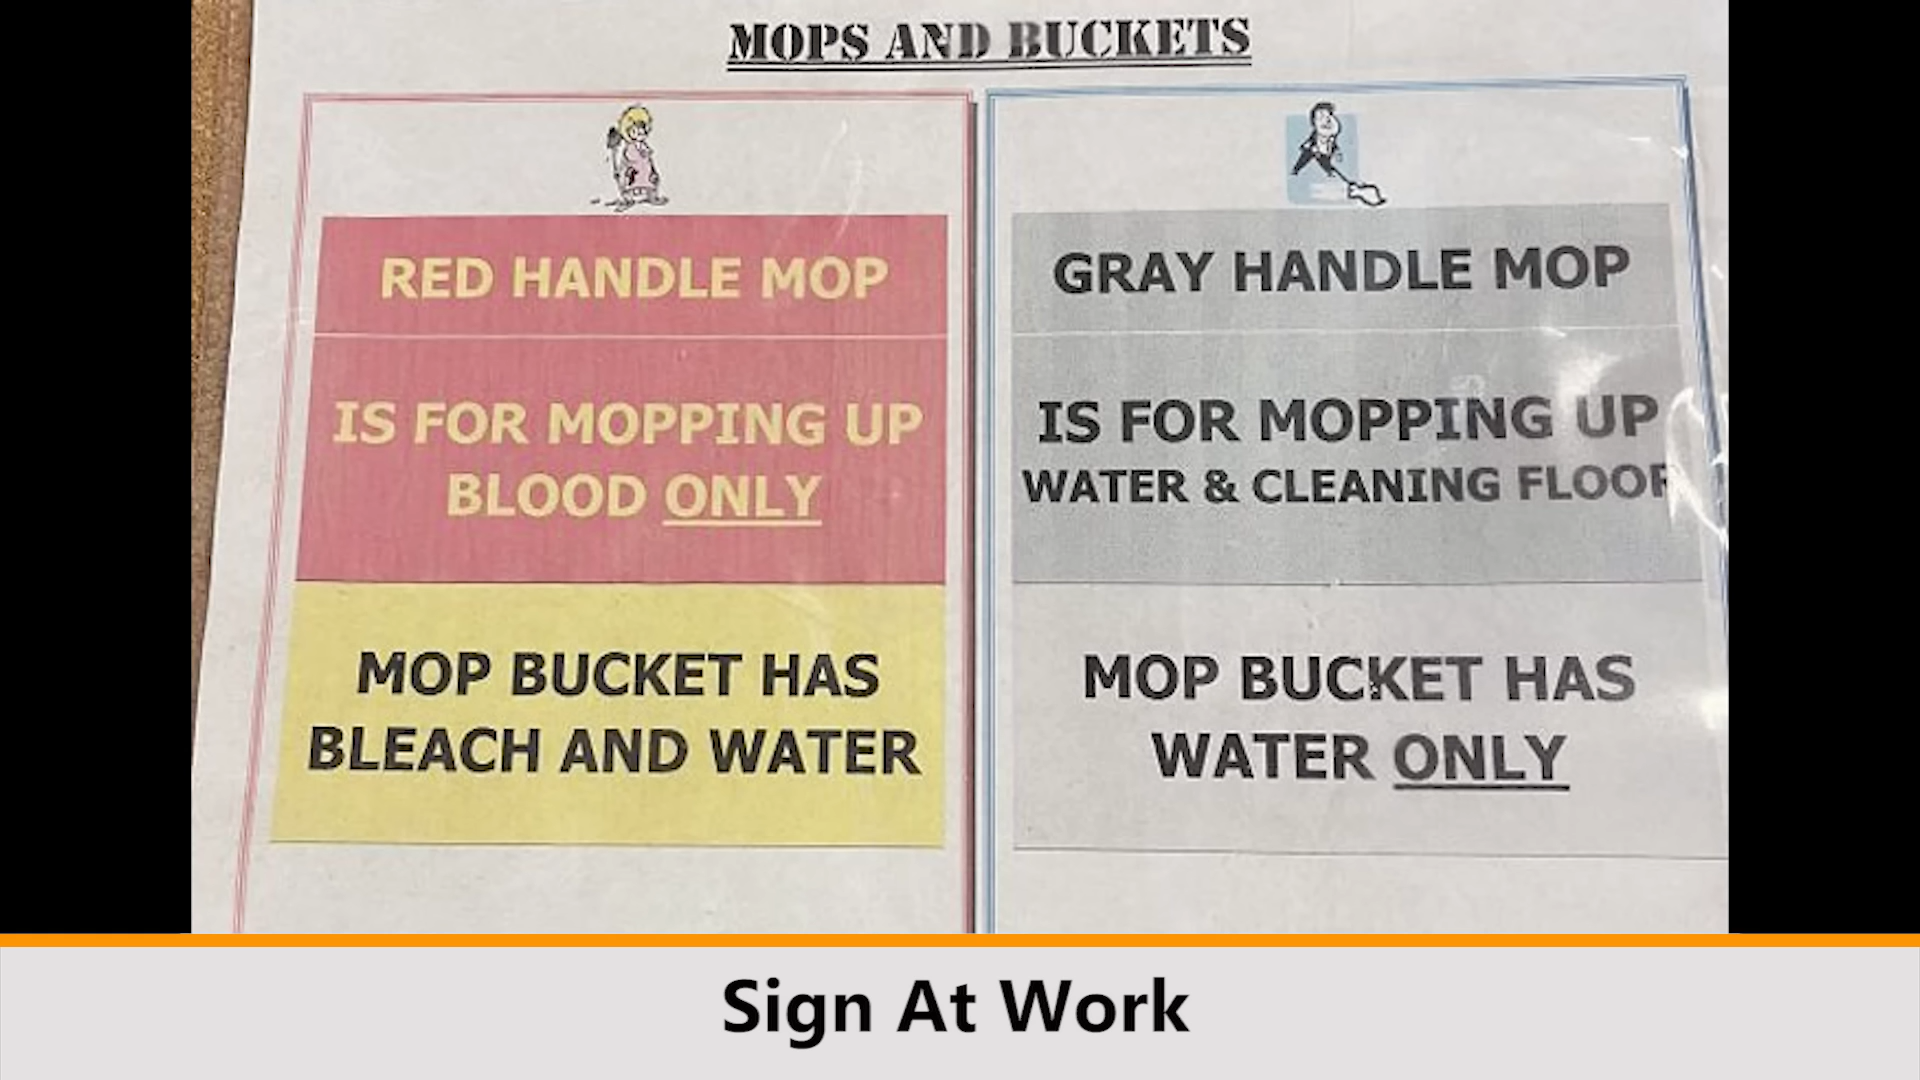 MOPS AND BUCKETS
RED HANDLE MOP
IS FOR MOPPING UP
BLOOD ONLY
MOP BUCKET HAS
BLEACH AND WATER
GRAY HANDLE MOP
IS FOR MOPPING UP
WATER & CLEANING FLOOR
MOP BUCKET HAS
WATER ONLY
Sign At Work